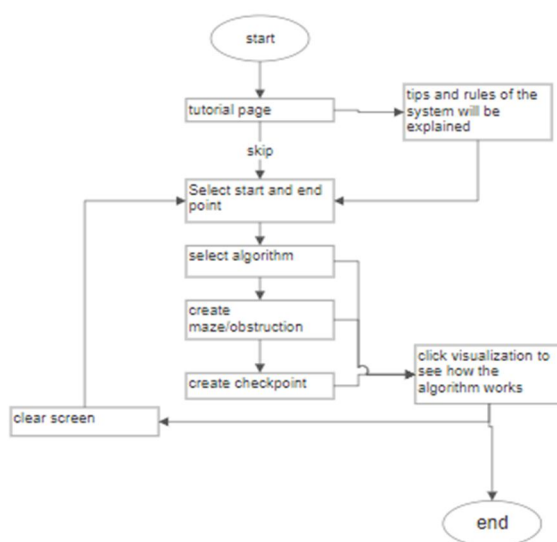 start
tutorial page
tips and rules of the
system will be
explained
skip
Select start and end
point
select algorithm
create
maze/obstruction
click visualization to
see how the
algorithm works
create checkpoint
clear screen
end